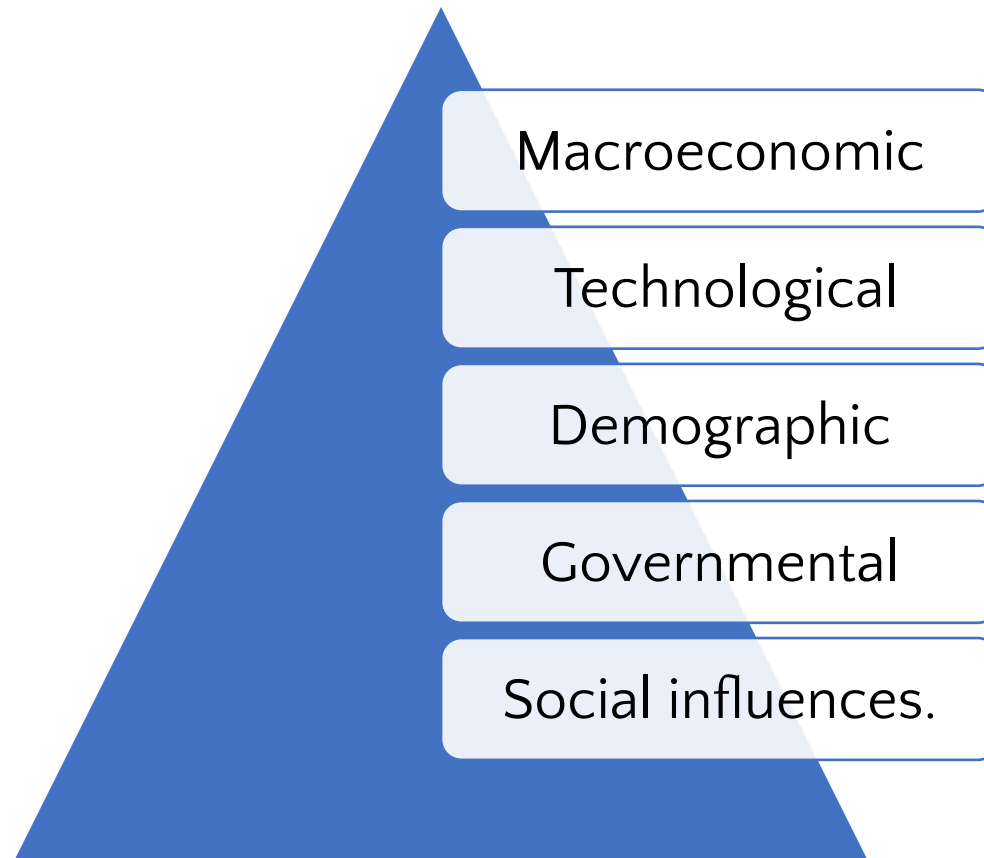 Macroeconomic
Technological
Demographic
Governmental
Social influences.